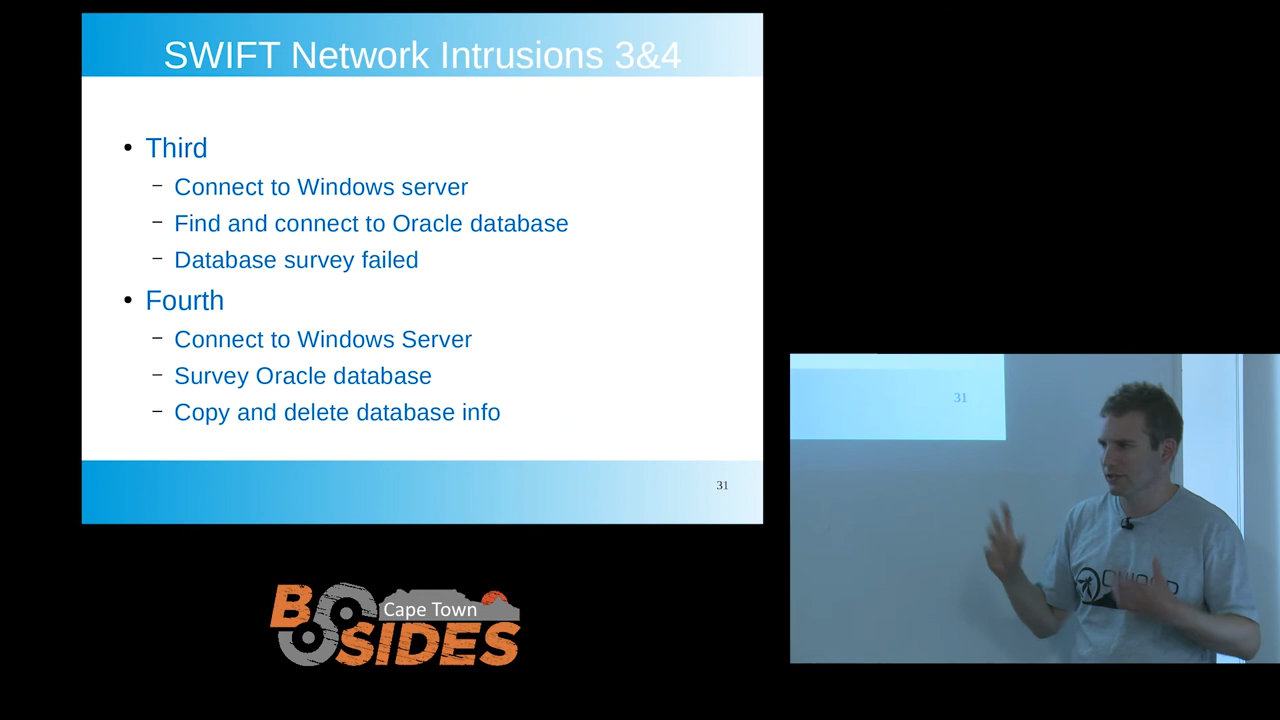 SWIFT Network Intrusions 3&4
• Third
– Connect to Windows server
– Find and connect to Oracle database
– Database survey failed
• Fourth
– Connect to Windows Server
– Survey Oracle database
– Copy and delete database info
31
31
OWASP
BSIDES
Cape Town